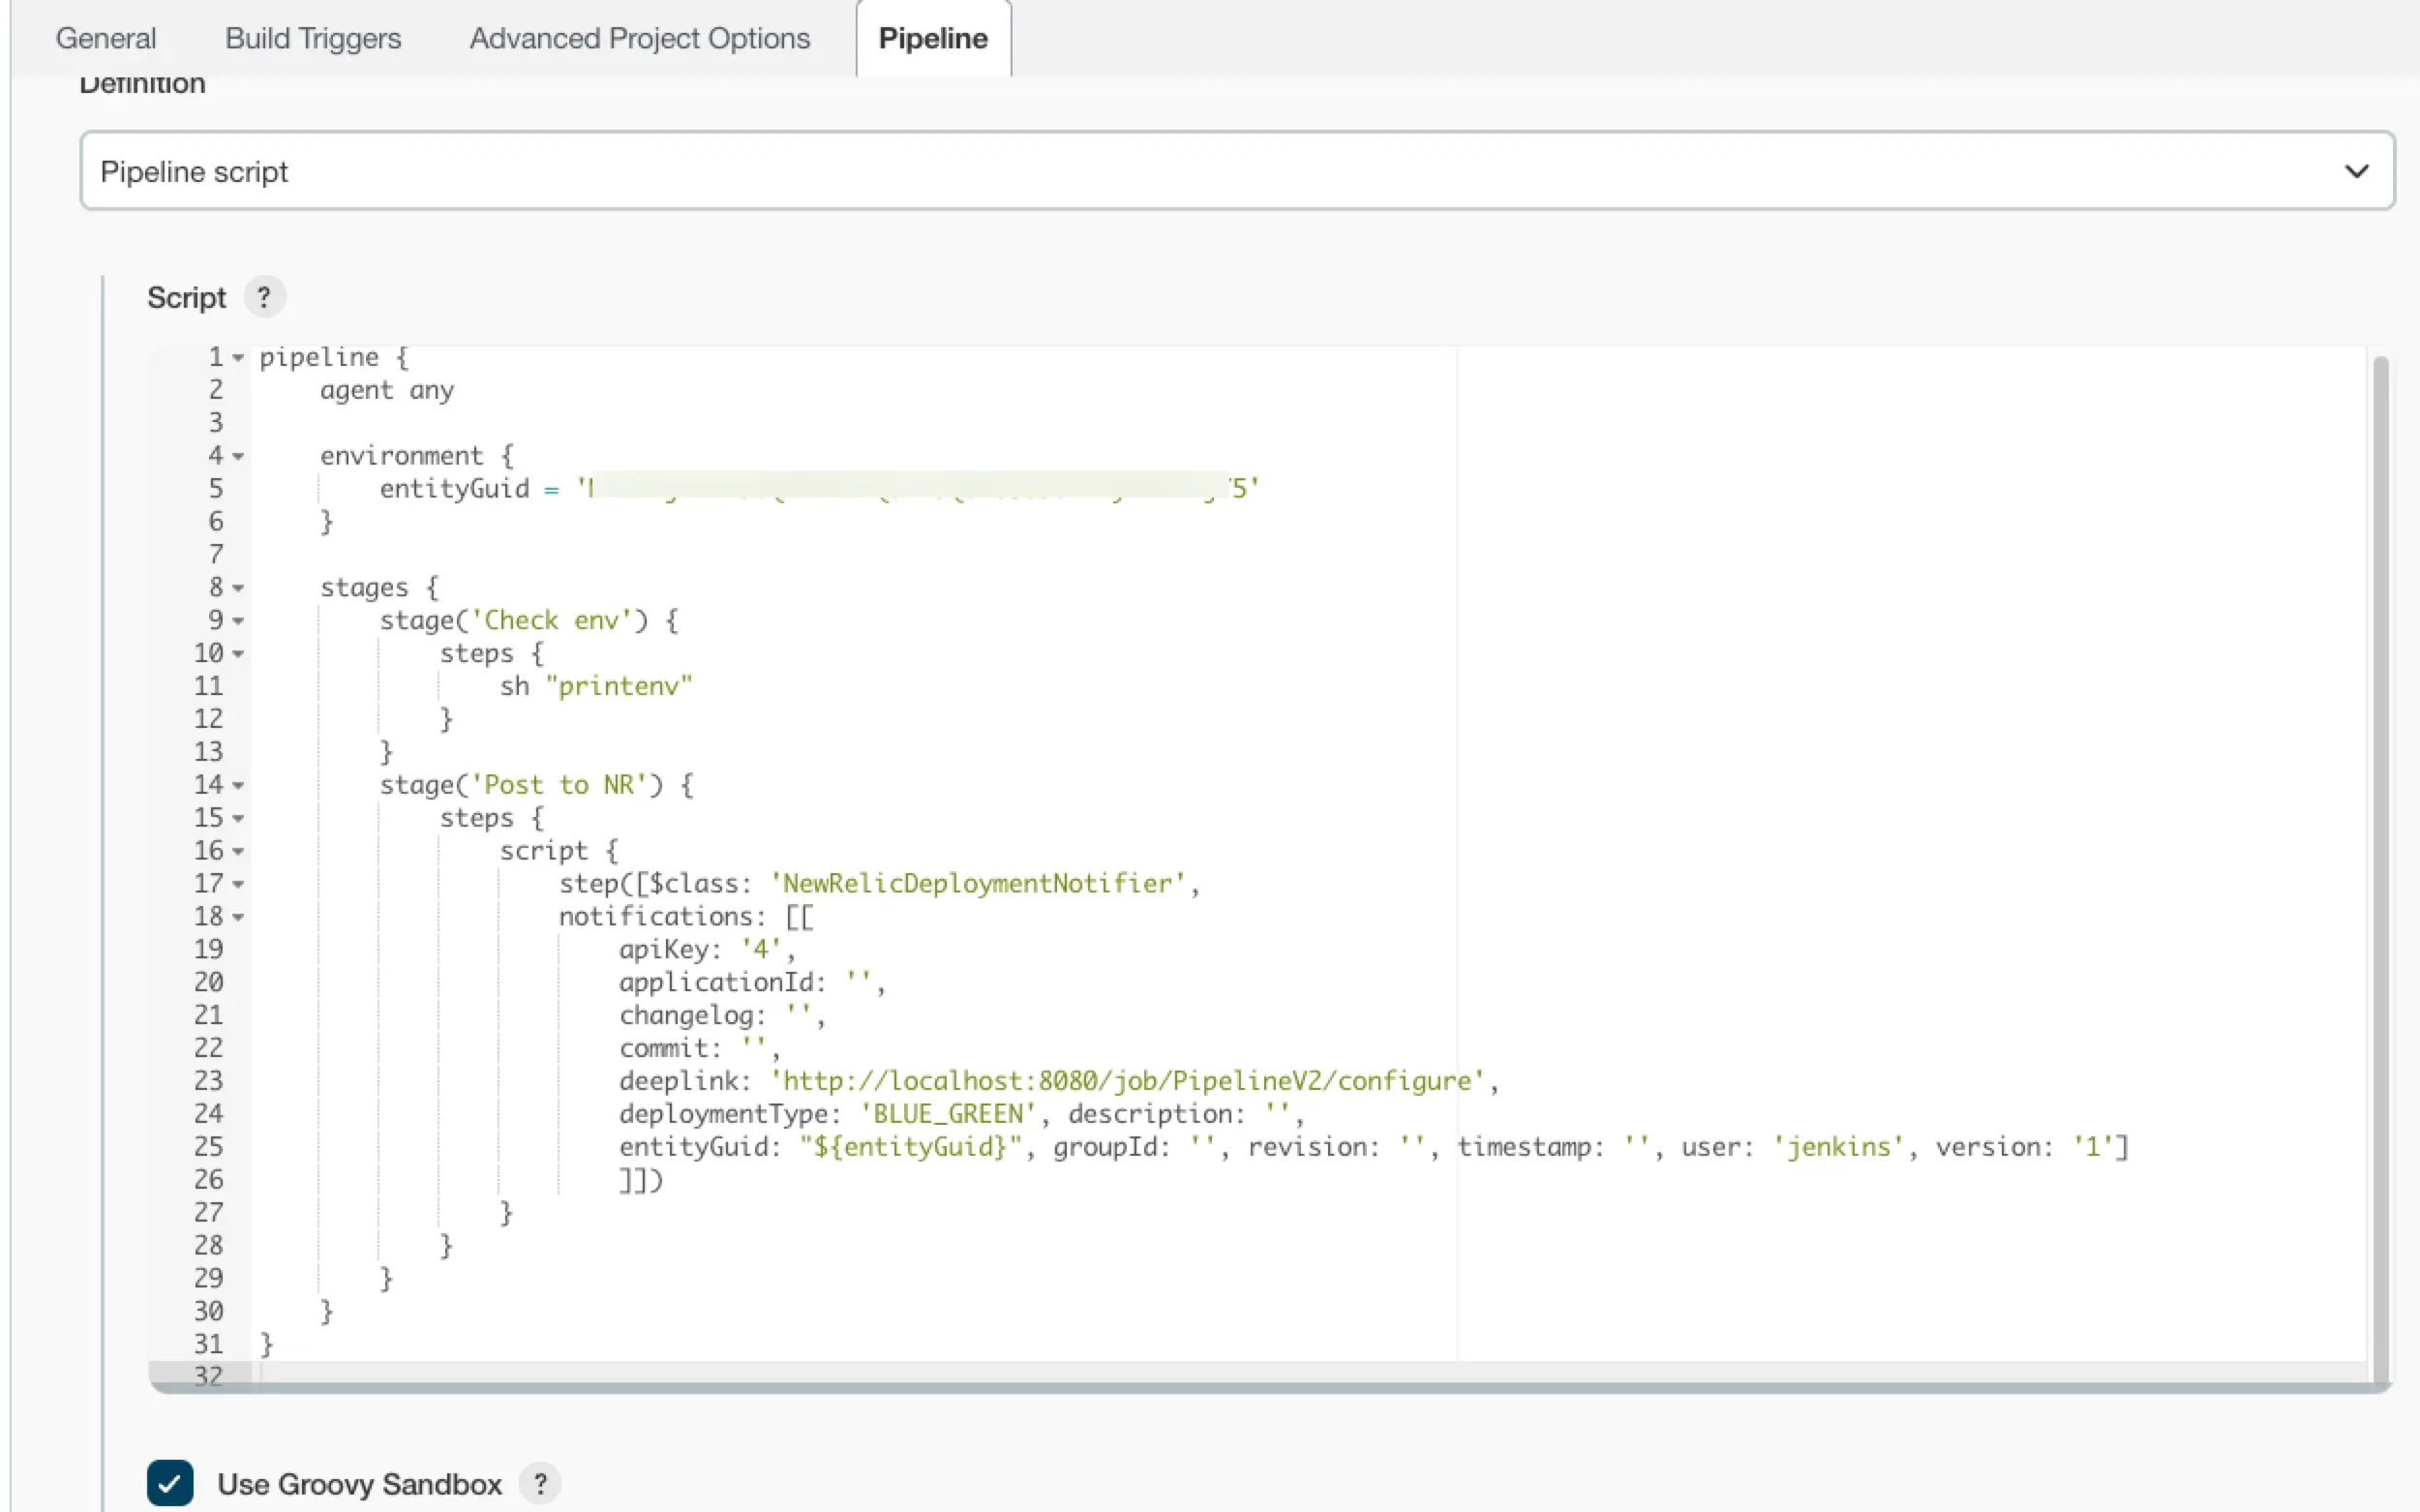 General Build Triggers Advanced Project Options Pipeline
Definition
Pipeline script
Script ?
1 pipeline {
2     agent any
3
4     environment {
5         entityGuid = '5'
6     }
7
8     stages {
9         stage('Check env') {
10             steps {
11                 sh "printenv"
12             }
13         }
14         stage('Post to NR') {
15             steps {
16                 script {
17                     step([$class: 'NewRelicDeploymentNotifier',
18                     notifications: [[
19                         apiKey: '4',
20                         applicationId: '',
21                         changelog: '',
22                         commit: '',
23                         deeplink: 'http://localhost:8080/job/PipelineV2/configure',
24                         deploymentType: 'BLUE_GREEN', description: '',
25                         entityGuid: "${entityGuid}", groupId: '', revision: '', timestamp: '', user: 'jenkins', version: '1']
26                         ]])
27                 }
28             }
29         }
30     }
31 }
32
Use Groovy Sandbox ?